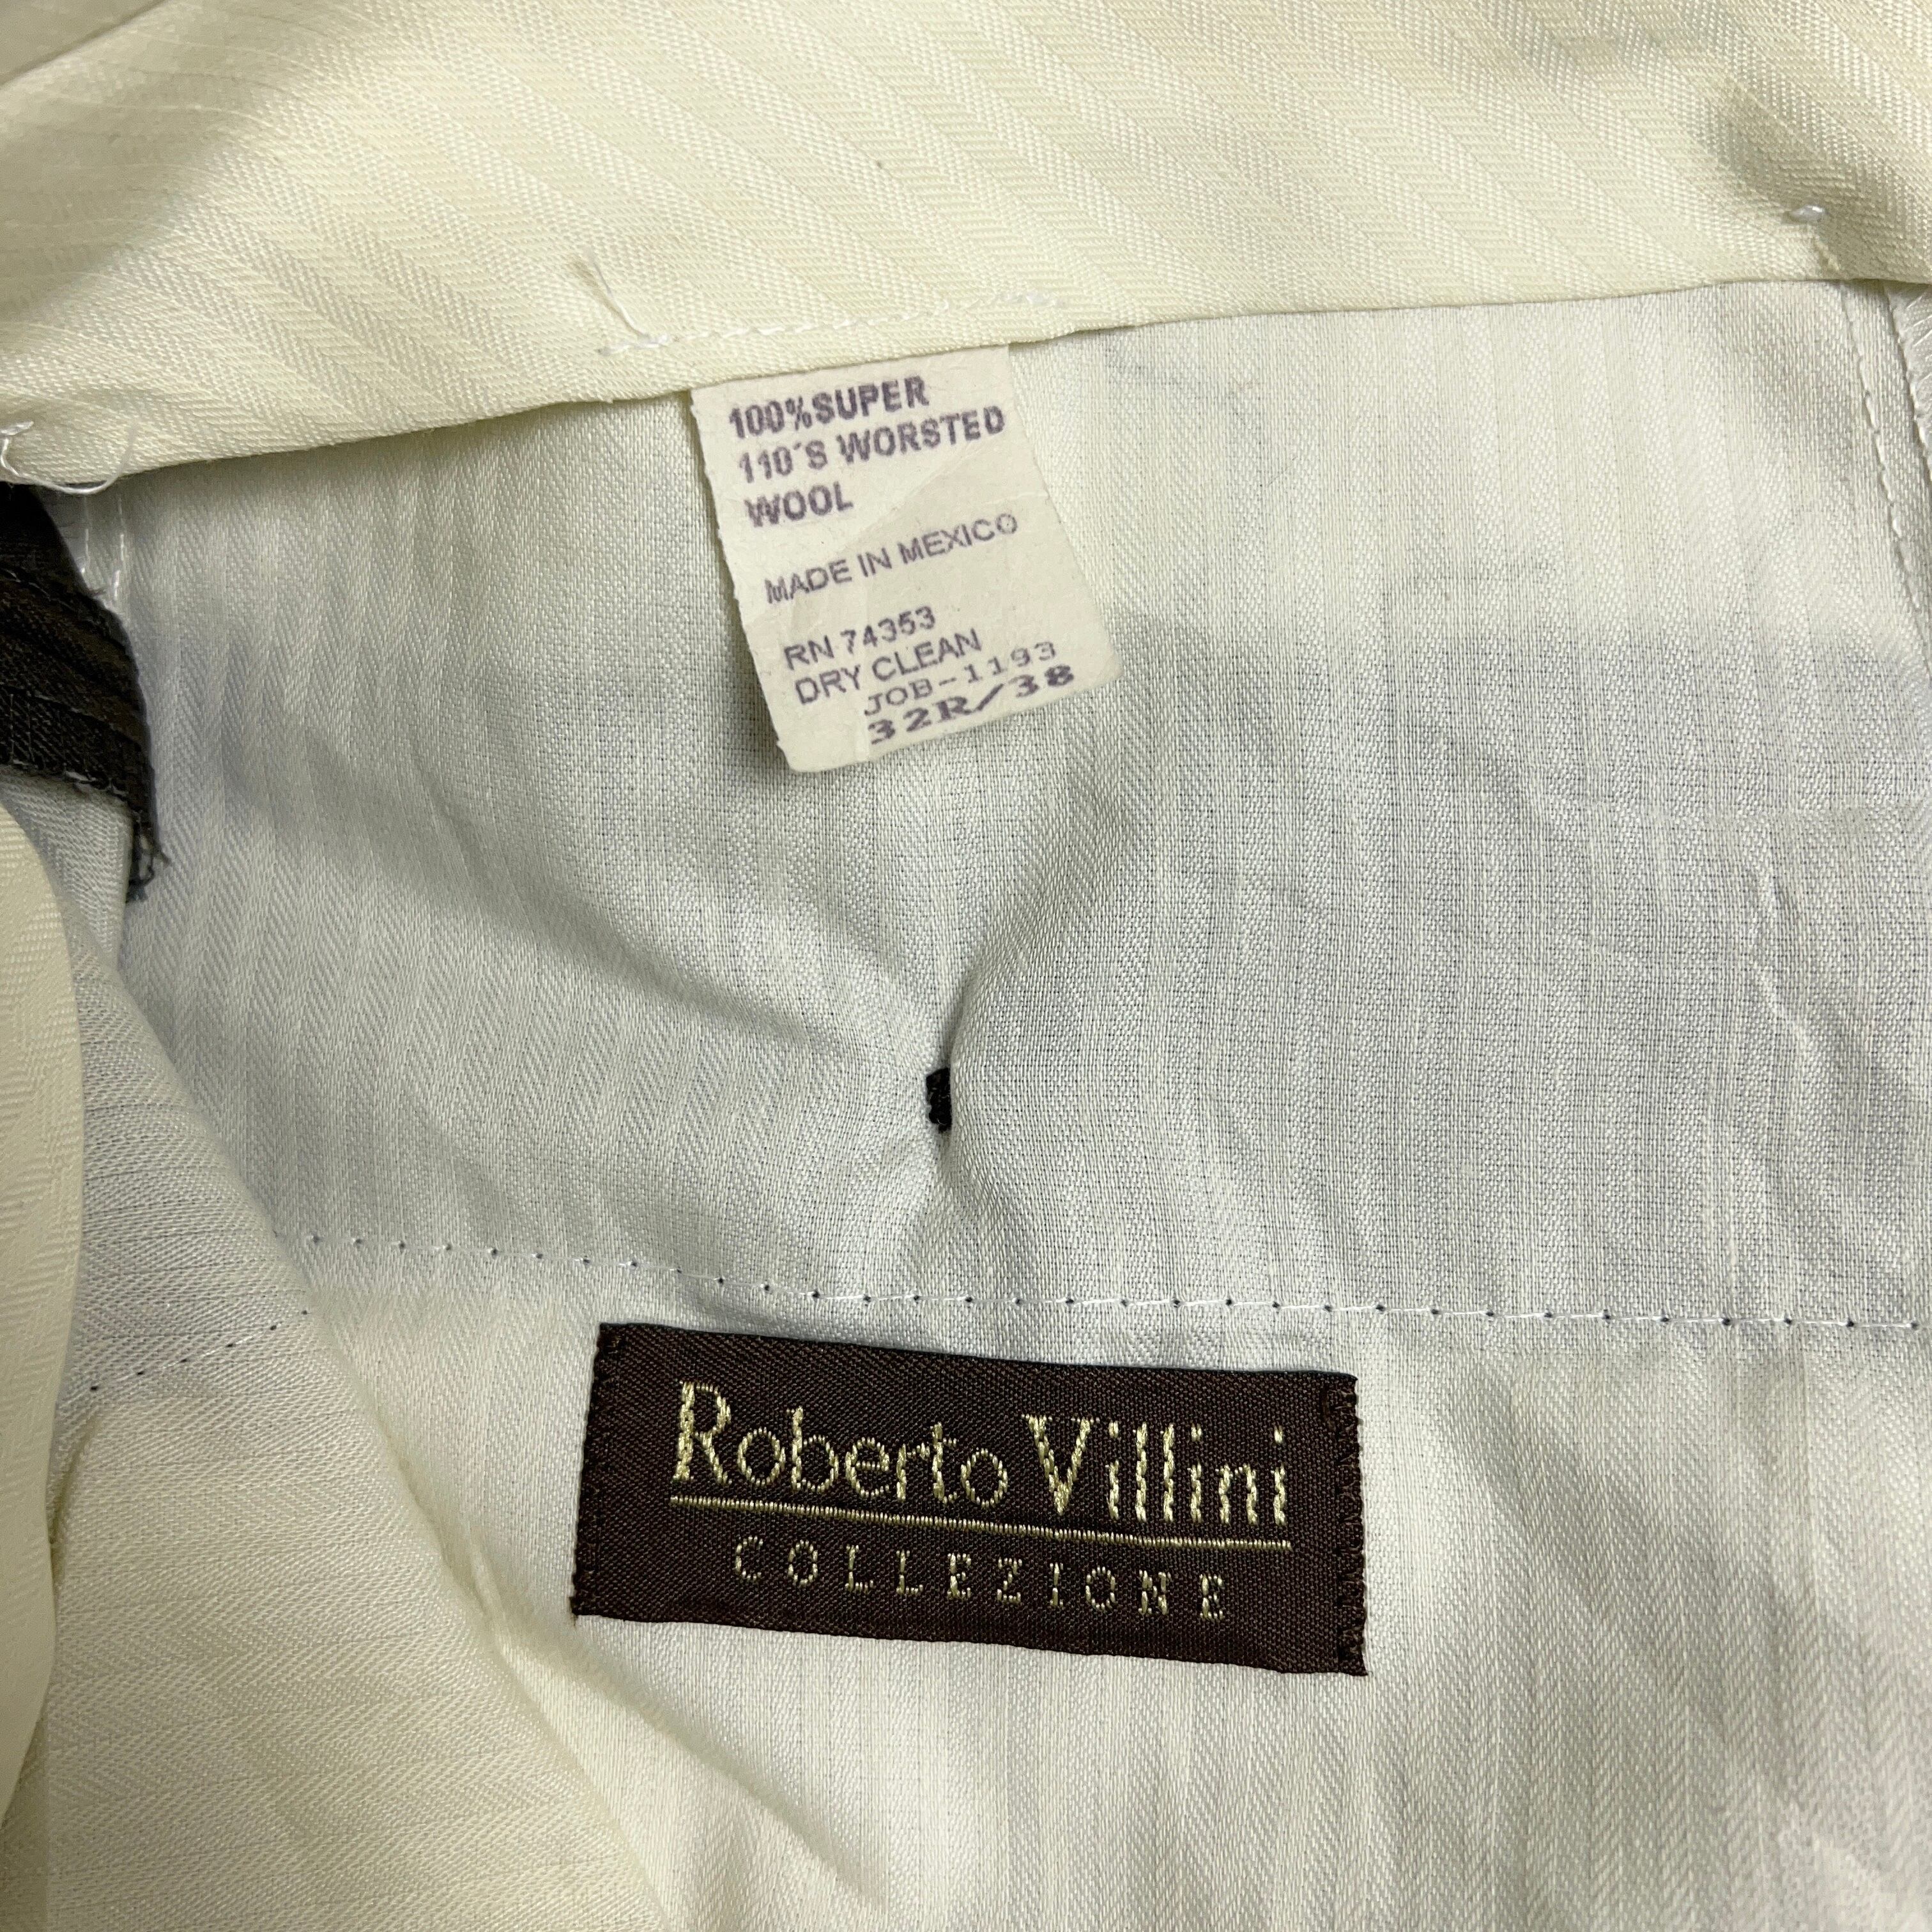 100%SUPER
110´S WORSTED
WOOL
MADE IN MEXICO
RN 74353
DRY CLEAN
JOB-1193
32R/38
Roberto Villini
COLLEZIONE